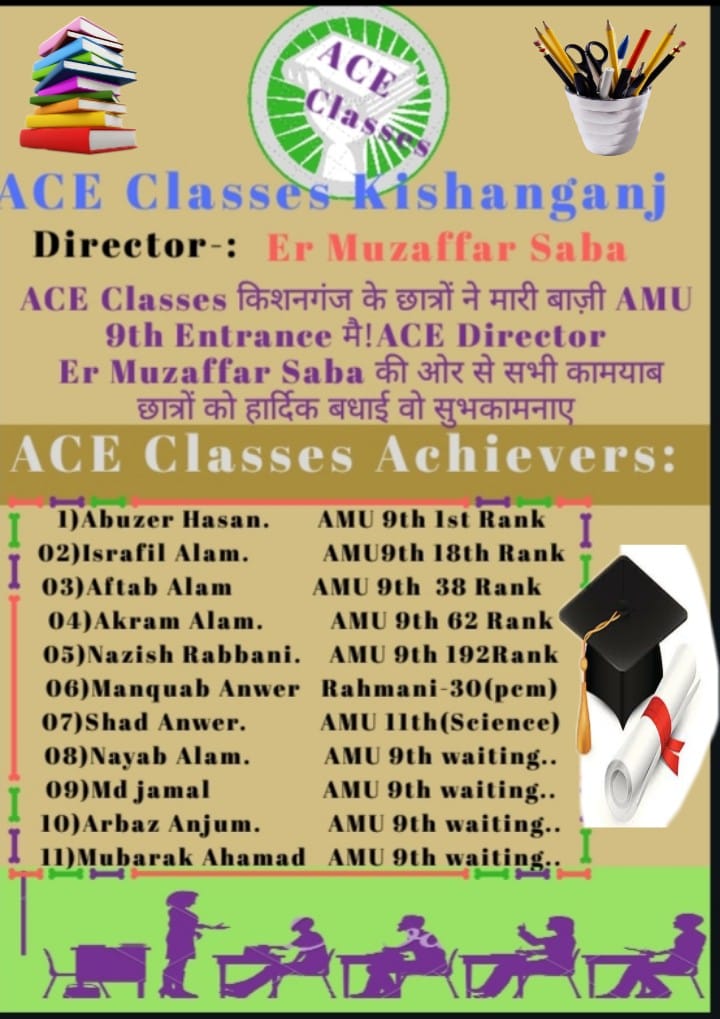 ACE
Classes
ACE Classes Kishanganj
Director-: Er Muzaffar Saba
ACE Classes किशनगंज के छात्रों ने मारी बाज़ी AMU
9th Entrance मै!ACE Director
Er Muzaffar Saba की ओर से सभी कामयाब
छात्रों को हार्दिक बधाई वो सुभकामनाए
ACE Classes Achievers:
1)Abuzer Hasan. AMU 9th 1st Rank
02)Israfil Alam. AMU9th 18th Rank
03)Aftab Alam AMU 9th 38 Rank
04)Akram Alam. AMU 9th 62 Rank
05)Nazish Rabbani. AMU 9th 192Rank
06)Manquab Anwer Rahmani-30(pcm)
07)Shad Anwer. AMU 11th(Science)
08)Nayab Alam. AMU 9th waiting..
09)Md jamal AMU 9th waiting..
10)Arbaz Anjum. AMU 9th waiting..
11)Mubarak Ahamad AMU 9th waiting..